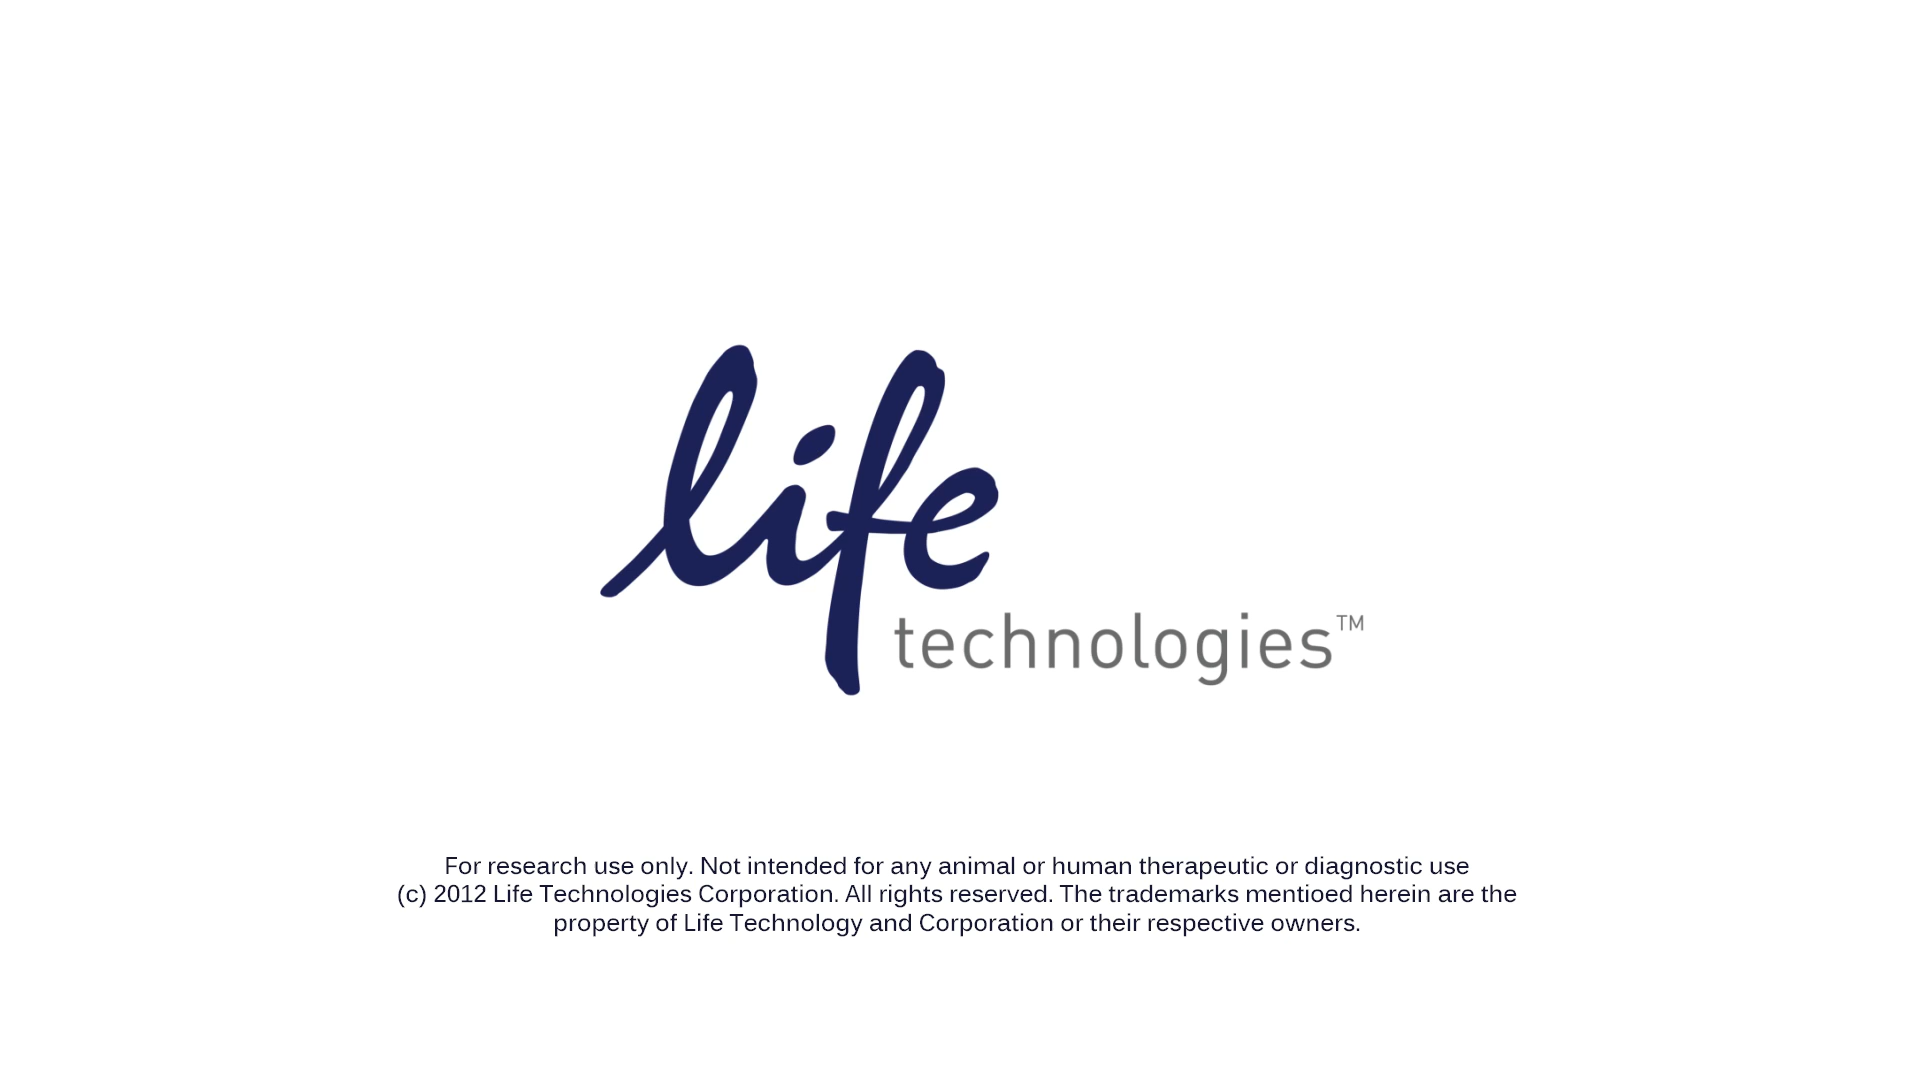 life
technologies™
For research use only. Not intended for any animal or human therapeutic or diagnostic use
(c) 2012 Life Technologies Corporation. All rights reserved. The trademarks mentioed herein are the
property of Life Technology and Corporation or their respective owners.